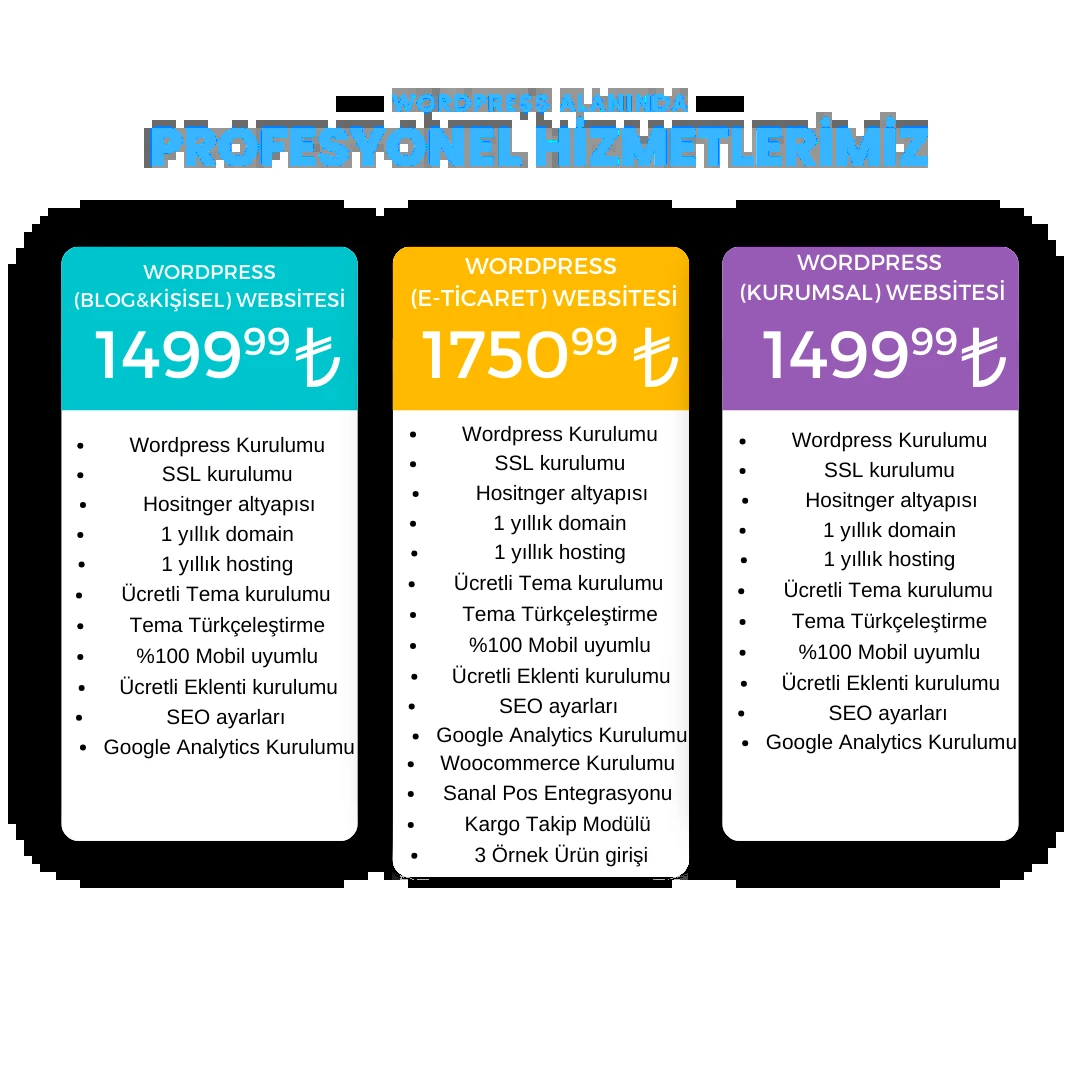 WORDPRESS ALANINDA
PROFESYONEL HİZMETLERİMİZ
WORDPRESS
(BLOG&KİŞİSEL) WEBSİTESİ
1499⁹⁹ ₺
• Wordpress Kurulumu
• SSL kurulumu
• Hositnger altyapısı
• 1 yıllık domain
• 1 yıllık hosting
• Ücretli Tema kurulumu
• Tema Türkçeleştirme
• %100 Mobil uyumlu
• Ücretli Eklenti kurulumu
• SEO ayarları
• Google Analytics Kurulumu
WORDPRESS
(E-TİCARET) WEBSİTESİ
1750⁹⁹ ₺
• Wordpress Kurulumu
• SSL kurulumu
• Hositnger altyapısı
• 1 yıllık domain
• 1 yıllık hosting
• Ücretli Tema kurulumu
• Tema Türkçeleştirme
• %100 Mobil uyumlu
• Ücretli Eklenti kurulumu
• SEO ayarları
• Google Analytics Kurulumu
• Woocommerce Kurulumu
• Sanal Pos Entegrasyonu
• Kargo Takip Modülü
• 3 Örnek Ürün girişi
WORDPRESS
(KURUMSAL) WEBSİTESİ
1499⁹⁹ ₺
• Wordpress Kurulumu
• SSL kurulumu
• Hositnger altyapısı
• 1 yıllık domain
• 1 yıllık hosting
• Ücretli Tema kurulumu
• Tema Türkçeleştirme
• %100 Mobil uyumlu
• Ücretli Eklenti kurulumu
• SEO ayarları
• Google Analytics Kurulumu